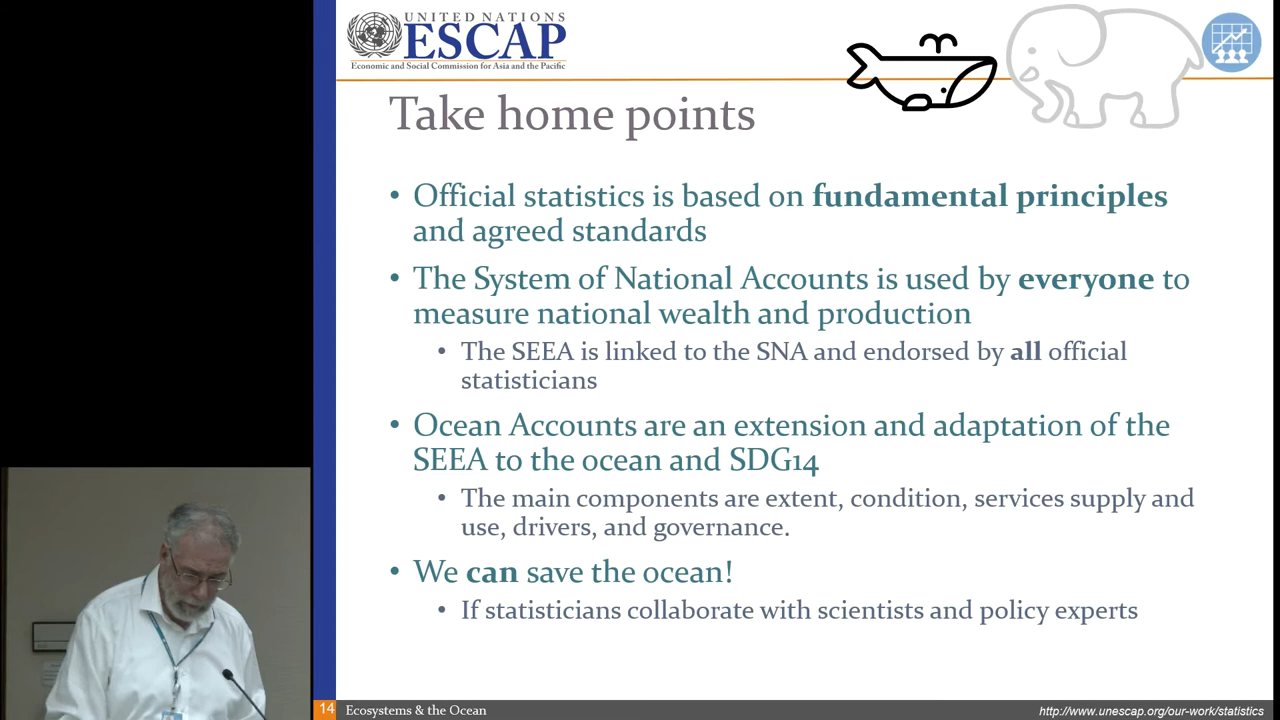 UNITED NATIONS
ESCAP
Economic and Social Commission for Asia and the Pacific
Take home points
• Official statistics is based on fundamental principles
and agreed standards
• The System of National Accounts is used by everyone to
measure national wealth and production
• The SEEA is linked to the SNA and endorsed by all official
statisticians
• Ocean Accounts are an extension and adaptation of the
SEEA to the ocean and SDG14
• The main components are extent, condition, services supply and
use, drivers, and governance.
• We can save the ocean!
• If statisticians collaborate with scientists and policy experts
14 Ecosystems & the Ocean
http://www.unescap.org/our-work/statistics